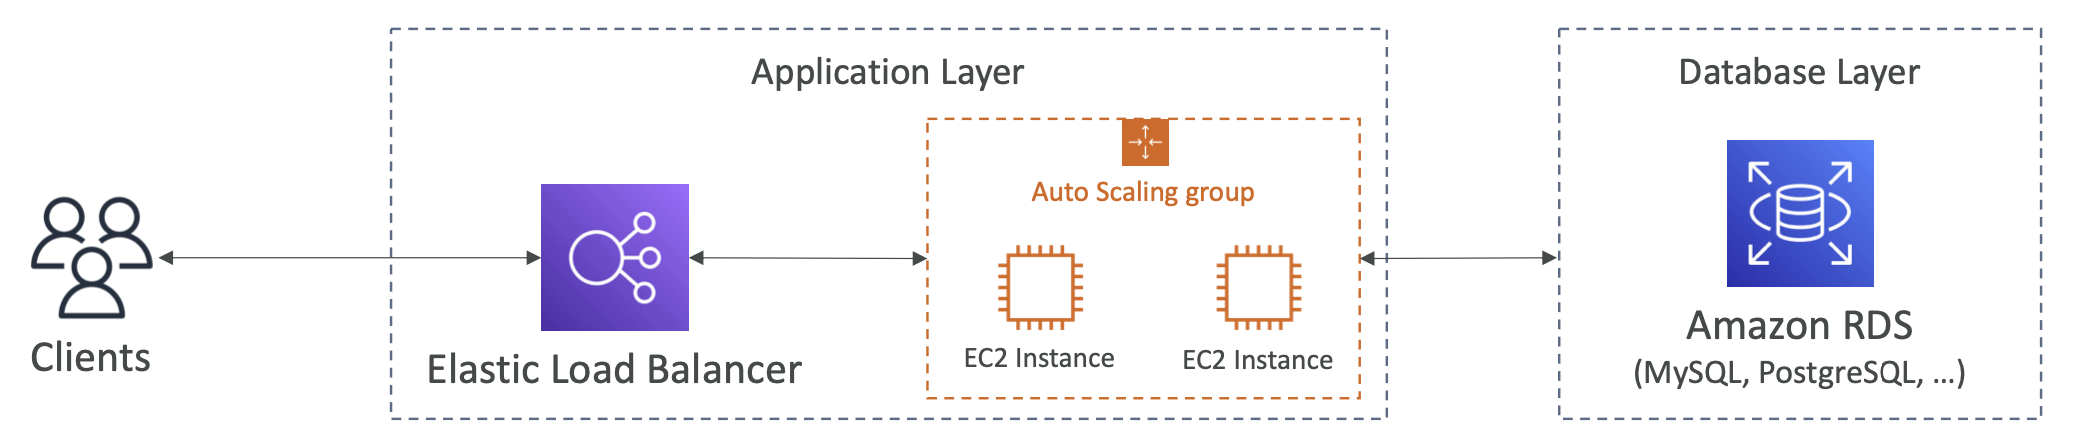 Application Layer
Database Layer
Auto Scaling group
Clients
Elastic Load Balancer
EC2 Instance
EC2 Instance
Amazon RDS
(MySQL, PostgreSQL, …)